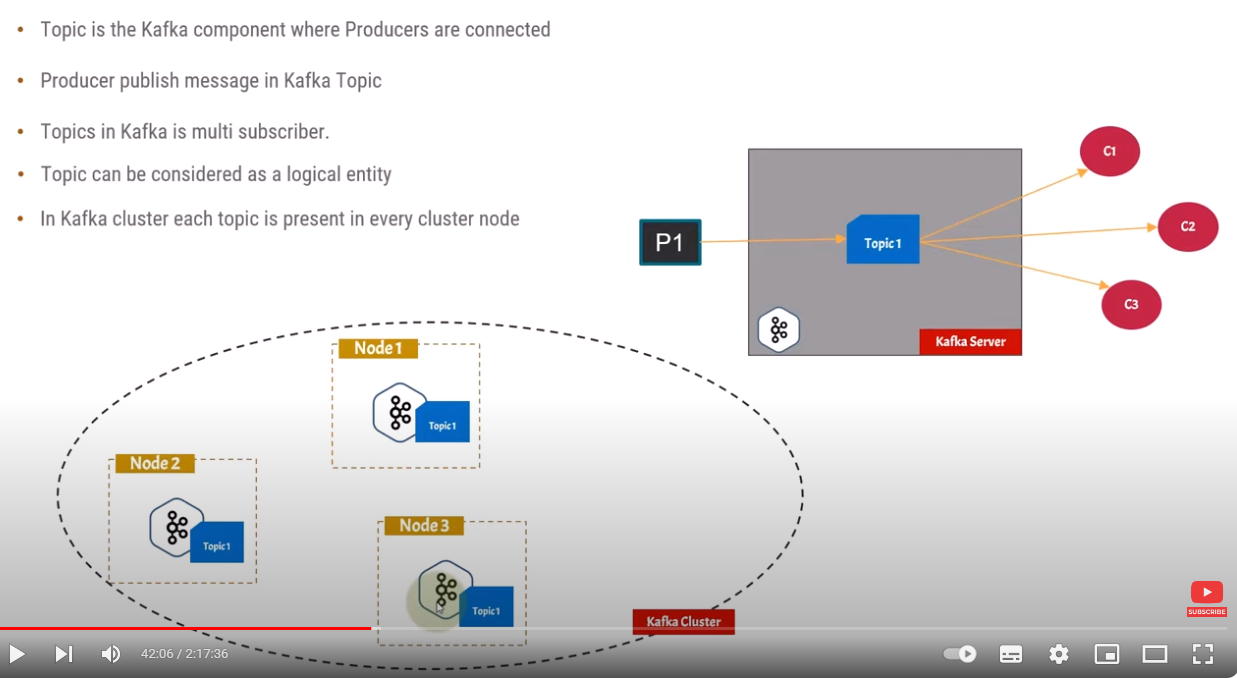 • Topic is the Kafka component where Producers are connected
• Producer publish message in Kafka Topic
• Topics in Kafka is multi subscriber.
• Topic can be considered as a logical entity
• In Kafka cluster each topic is present in every cluster node
P1
Topic1
C1
C2
C3
Kafka Server
Node 1
Topic1
Node 2
Topic1
Node 3
Topic1
Kafka Cluster
SUBSCRIBE
42:06 / 2:17:36